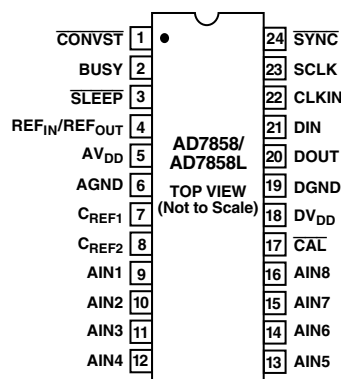 CONVST 1
BUSY 2
SLEEP 3
REFIN/REFOUT 4
AVDD 5
AGND 6
CREF1 7
CREF2 8
AIN1 9
AIN2 10
AIN3 11
AIN4 12
AD7858/
AD7858L
TOP VIEW
(Not to Scale)
24 SYNC
23 SCLK
22 CLKIN
21 DIN
20 DOUT
19 DGND
18 DVDD
17 CAL
16 AIN8
15 AIN7
14 AIN6
13 AIN5